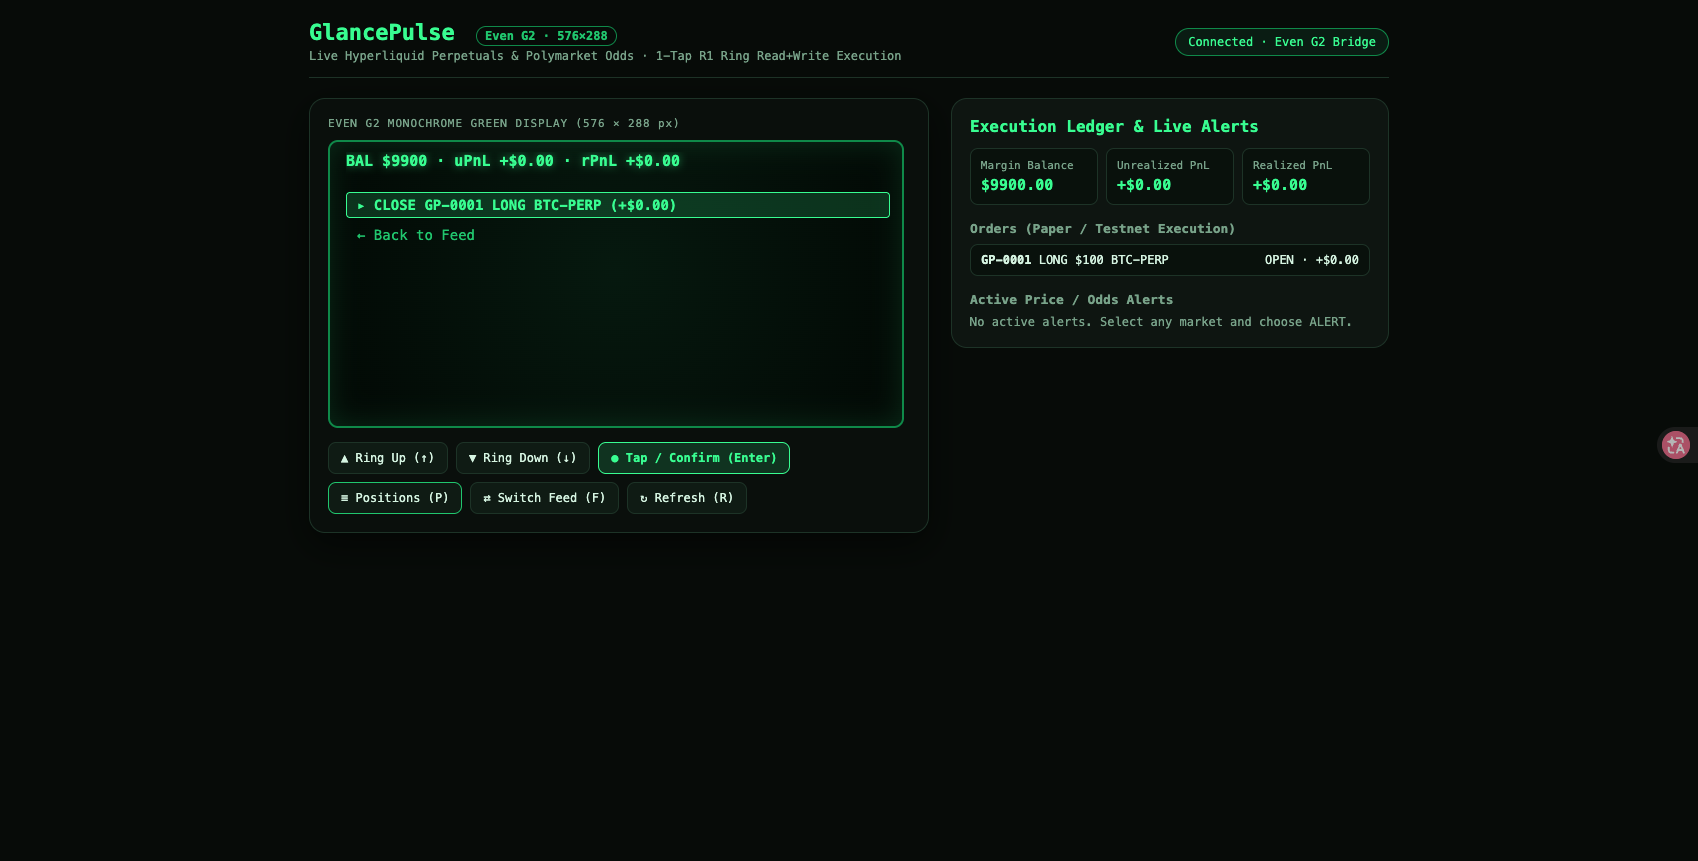 GlancePulse
Even G2 · 576×288
Live Hyperliquid Perpetuals & Polymarket Odds · 1-Tap R1 Ring Read+Write Execution
Connected · Even G2 Bridge
EVEN G2 MONOCHROME GREEN DISPLAY (576 × 288 px)
BAL $9900 · uPnL +$0.00 · rPnL +$0.00
▸ CLOSE GP-0001 LONG BTC-PERP (+$0.00)
← Back to Feed
▲ Ring Up (↑)
▼ Ring Down (↓)
● Tap / Confirm (Enter)
≡ Positions (P)
⇄ Switch Feed (F)
↻ Refresh (R)
Execution Ledger & Live Alerts
Margin Balance
$9900.00
Unrealized PnL
+$0.00
Realized PnL
+$0.00
Orders (Paper / Testnet Execution)
GP-0001 LONG $100 BTC-PERP
OPEN · +$0.00
Active Price / Odds Alerts
No active alerts. Select any market and choose ALERT.